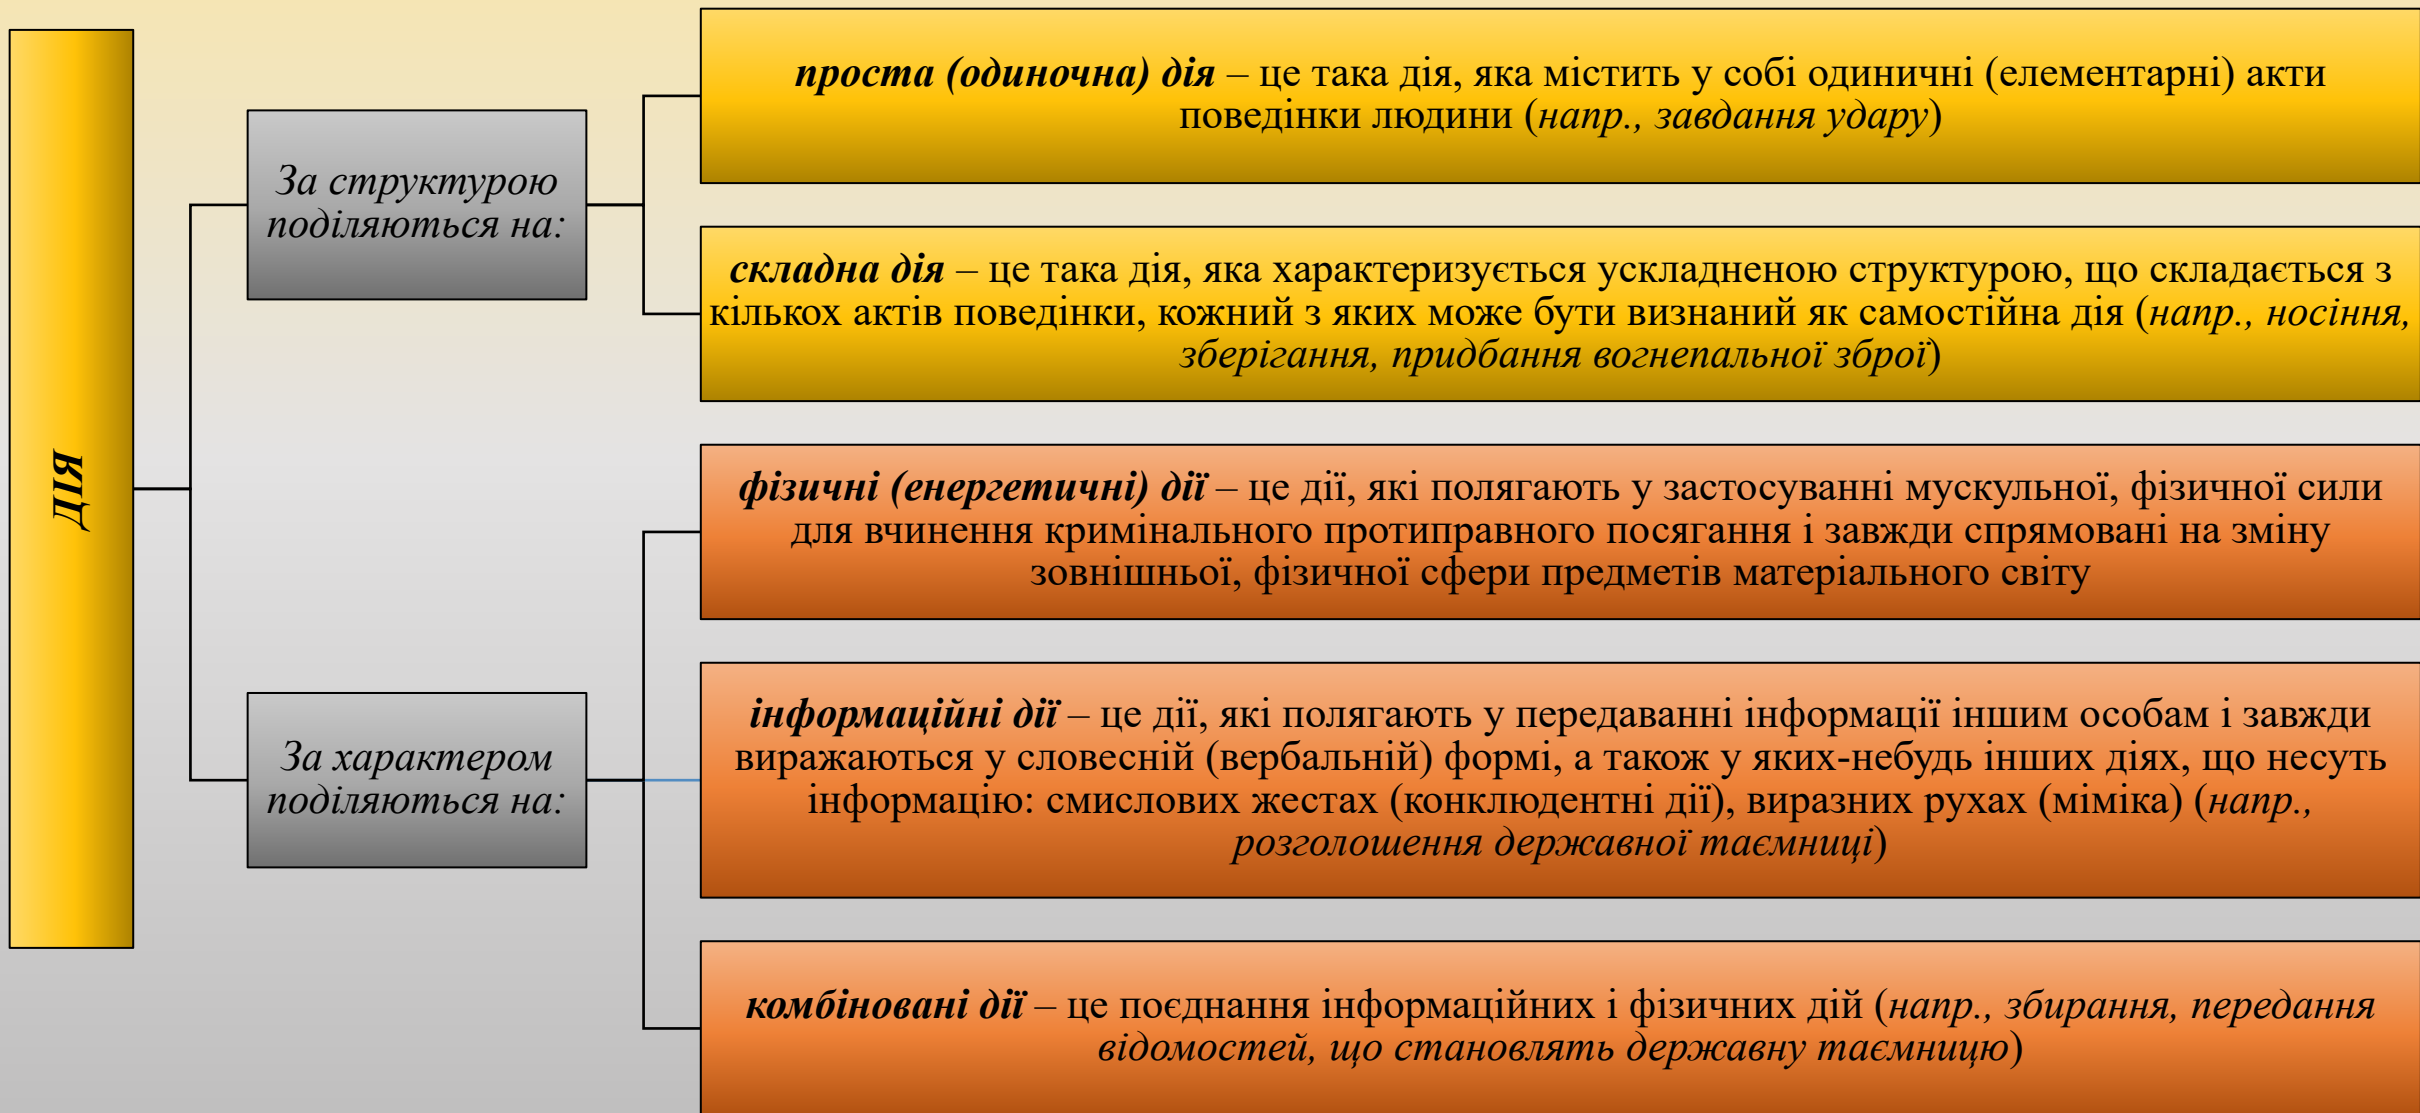 ДІЯ
За структурою
поділяються на:
проста (одиночна) дія – це така дія, яка містить у собі одиничні (елементарні) акти
поведінки людини (напр., завдання удару)
складна дія – це така дія, яка характеризується ускладненою структурою, що складається з
кількох актів поведінки, кожний з яких може бути визнаний як самостійна дія (напр., носіння,
зберігання, придбання вогнепальної зброї)
За характером
поділяються на:
фізичні (енергетичні) дії – це дії, які полягають у застосуванні мускульної, фізичної сили
для вчинення кримінального протиправного посягання і завжди спрямовані на зміну
зовнішньої, фізичної сфери предметів матеріального світу
інформаційні дії – це дії, які полягають у передаванні інформації іншим особам і завжди
виражаються у словесній (вербальній) формі, а також у яких-небудь інших діях, що несуть
інформацію: смислових жестах (конклюдентні дії), виразних рухах (міміка) (напр.,
розголошення державної таємниці)
комбіновані дії – це поєднання інформаційних і фізичних дій (напр., збирання, передання
відомостей, що становлять державну таємницю)